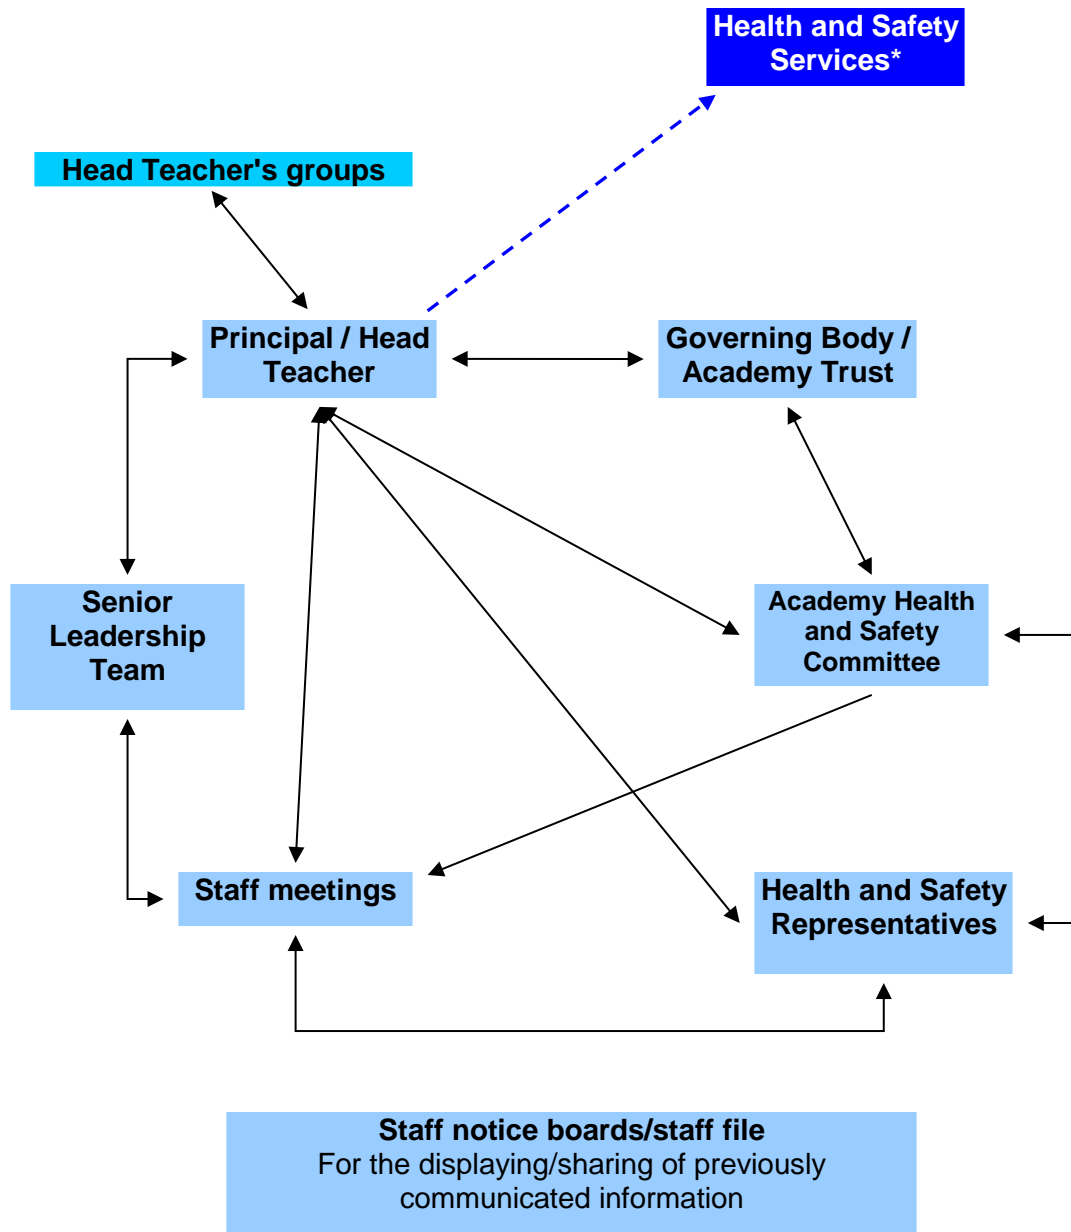 Health and Safety
Services*
Head Teacher's groups
Principal / Head
Teacher
Governing Body /
Academy Trust
Senior
Leadership
Team
Academy Health
and Safety
Committee
Staff meetings
Health and Safety
Representatives
Staff notice boards/staff file
For the displaying/sharing of previously
communicated information